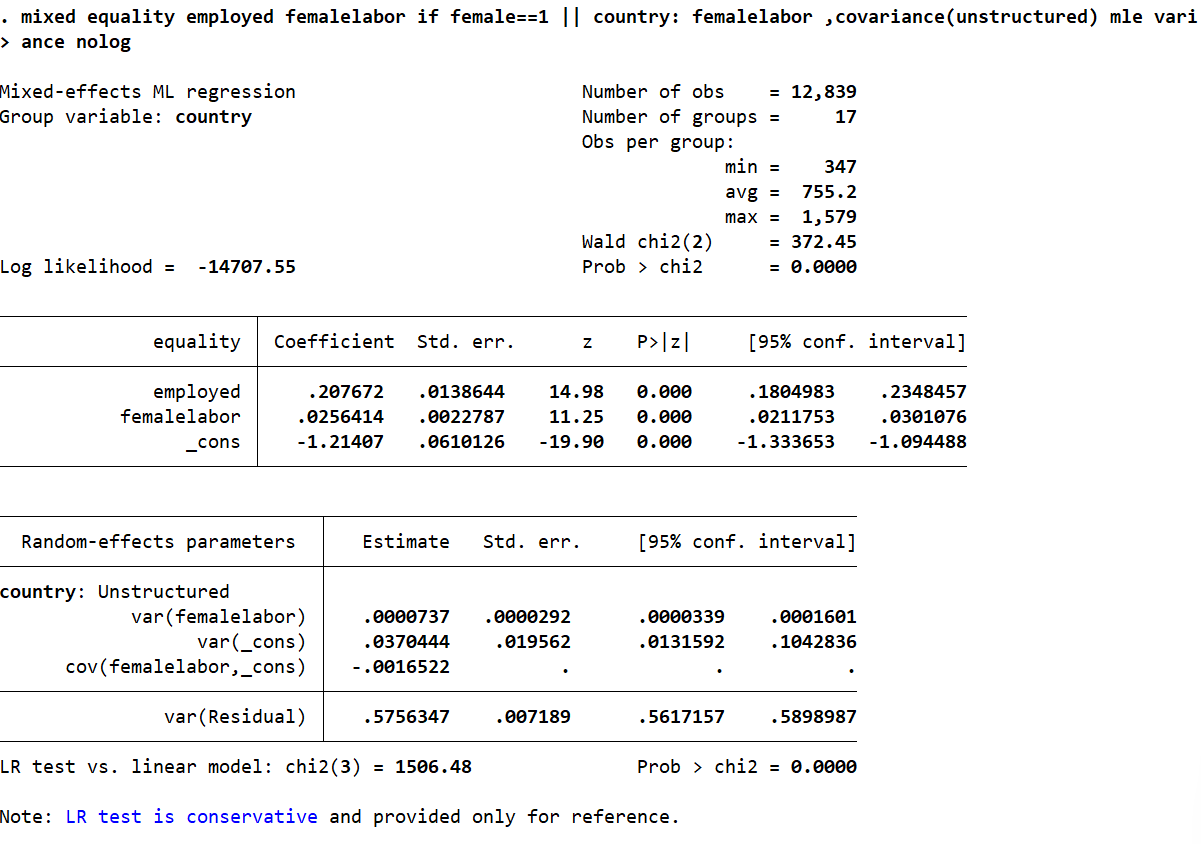 . mixed equality employed femalelabor if female==1 || country: femalelabor ,covariance(unstructured) mle vari
> ance nolog
Mixed-effects ML regression Number of obs = 12,839
Group variable: country Number of groups = 17
Obs per group:
min = 347
avg = 755.2
max = 1,579
Wald chi2(2) = 372.45
Log likelihood = -14707.55 Prob > chi2 = 0.0000
equality Coefficient Std. err. z P>|z| [95% conf. interval]
employed .207672 .0138644 14.98 0.000 .1804983 .2348457
femalelabor .0256414 .0022787 11.25 0.000 .0211753 .0301076
_cons -1.21407 .0610126 -19.90 0.000 -1.333653 -1.094488
Random-effects parameters Estimate Std. err. [95% conf. interval]
country: Unstructured
var(femalelabor) .0000737 .0000292 .0000339 .0001601
var(_cons) .0370444 .019562 .0131592 .1042836
cov(femalelabor,_cons) -.0016522 . . .
var(Residual) .5756347 .007189 .5617157 .5898987
LR test vs. linear model: chi2(3) = 1506.48 Prob > chi2 = 0.0000
Note: LR test is conservative and provided only for reference.